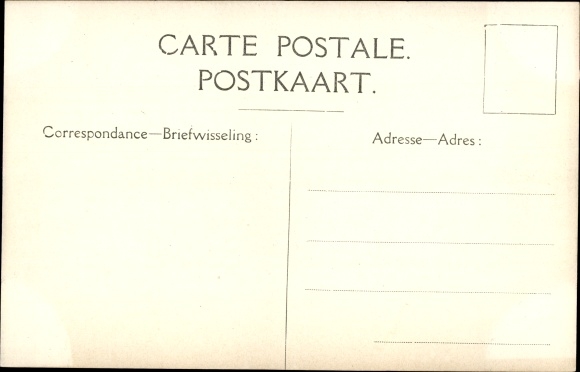 CARTE POSTALE.
POSTKAART.
Correspondance—Briefwisseling:
Adresse—Adres: